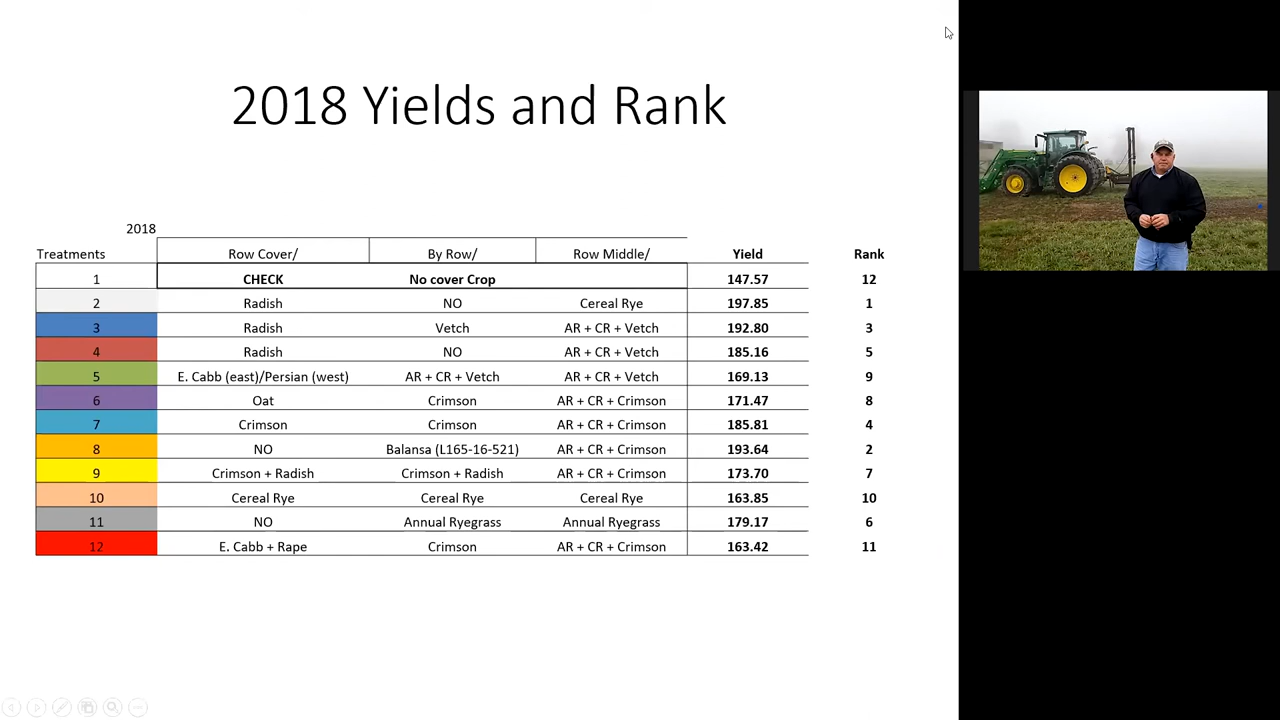 2018 Yields and Rank
2018
Treatments Row Cover/ By Row/ Row Middle/ Yield Rank
1 CHECK No cover Crop 147.57 12
2 Radish NO Cereal Rye 197.85 1
3 Radish Vetch AR + CR + Vetch 192.80 3
4 Radish NO AR + CR + Vetch 185.16 5
5 E. Cabb (east)/Persian (west) AR + CR + Vetch AR + CR + Vetch 169.13 9
6 Oat Crimson AR + CR + Crimson 171.47 8
7 Crimson Crimson AR + CR + Crimson 185.81 4
8 NO Balansa (L165-16-521) AR + CR + Crimson 193.64 2
9 Crimson + Radish Crimson + Radish AR + CR + Crimson 173.70 7
10 Cereal Rye Cereal Rye Cereal Rye 163.85 10
11 NO Annual Ryegrass Annual Ryegrass 179.17 6
12 E. Cabb + Rape Crimson AR + CR + Crimson 163.42 11